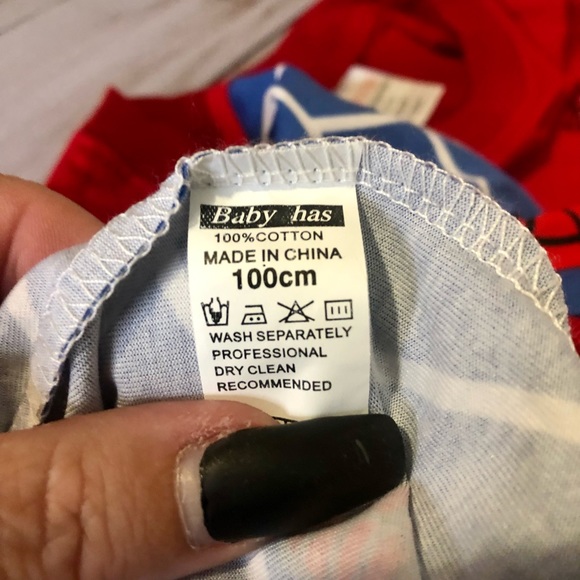 Baby has
100%COTTON
MADE IN CHINA
100cm
WASH SEPARATELY
PROFESSIONAL
DRY CLEAN
RECOMMENDED